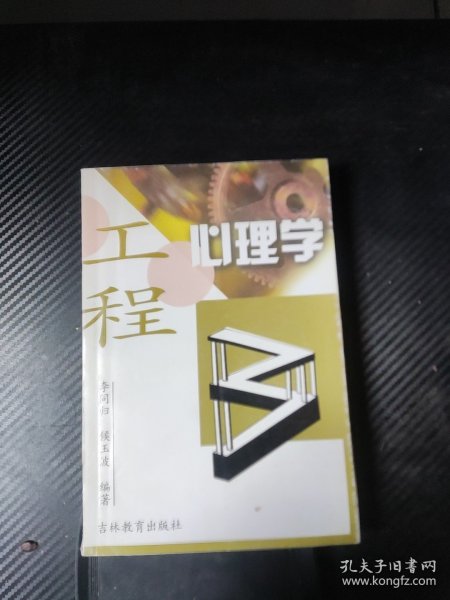 工程
心理学
李同归 侯玉波 编著
吉林教育出版社
孔夫子旧书网
www.kongfz.com